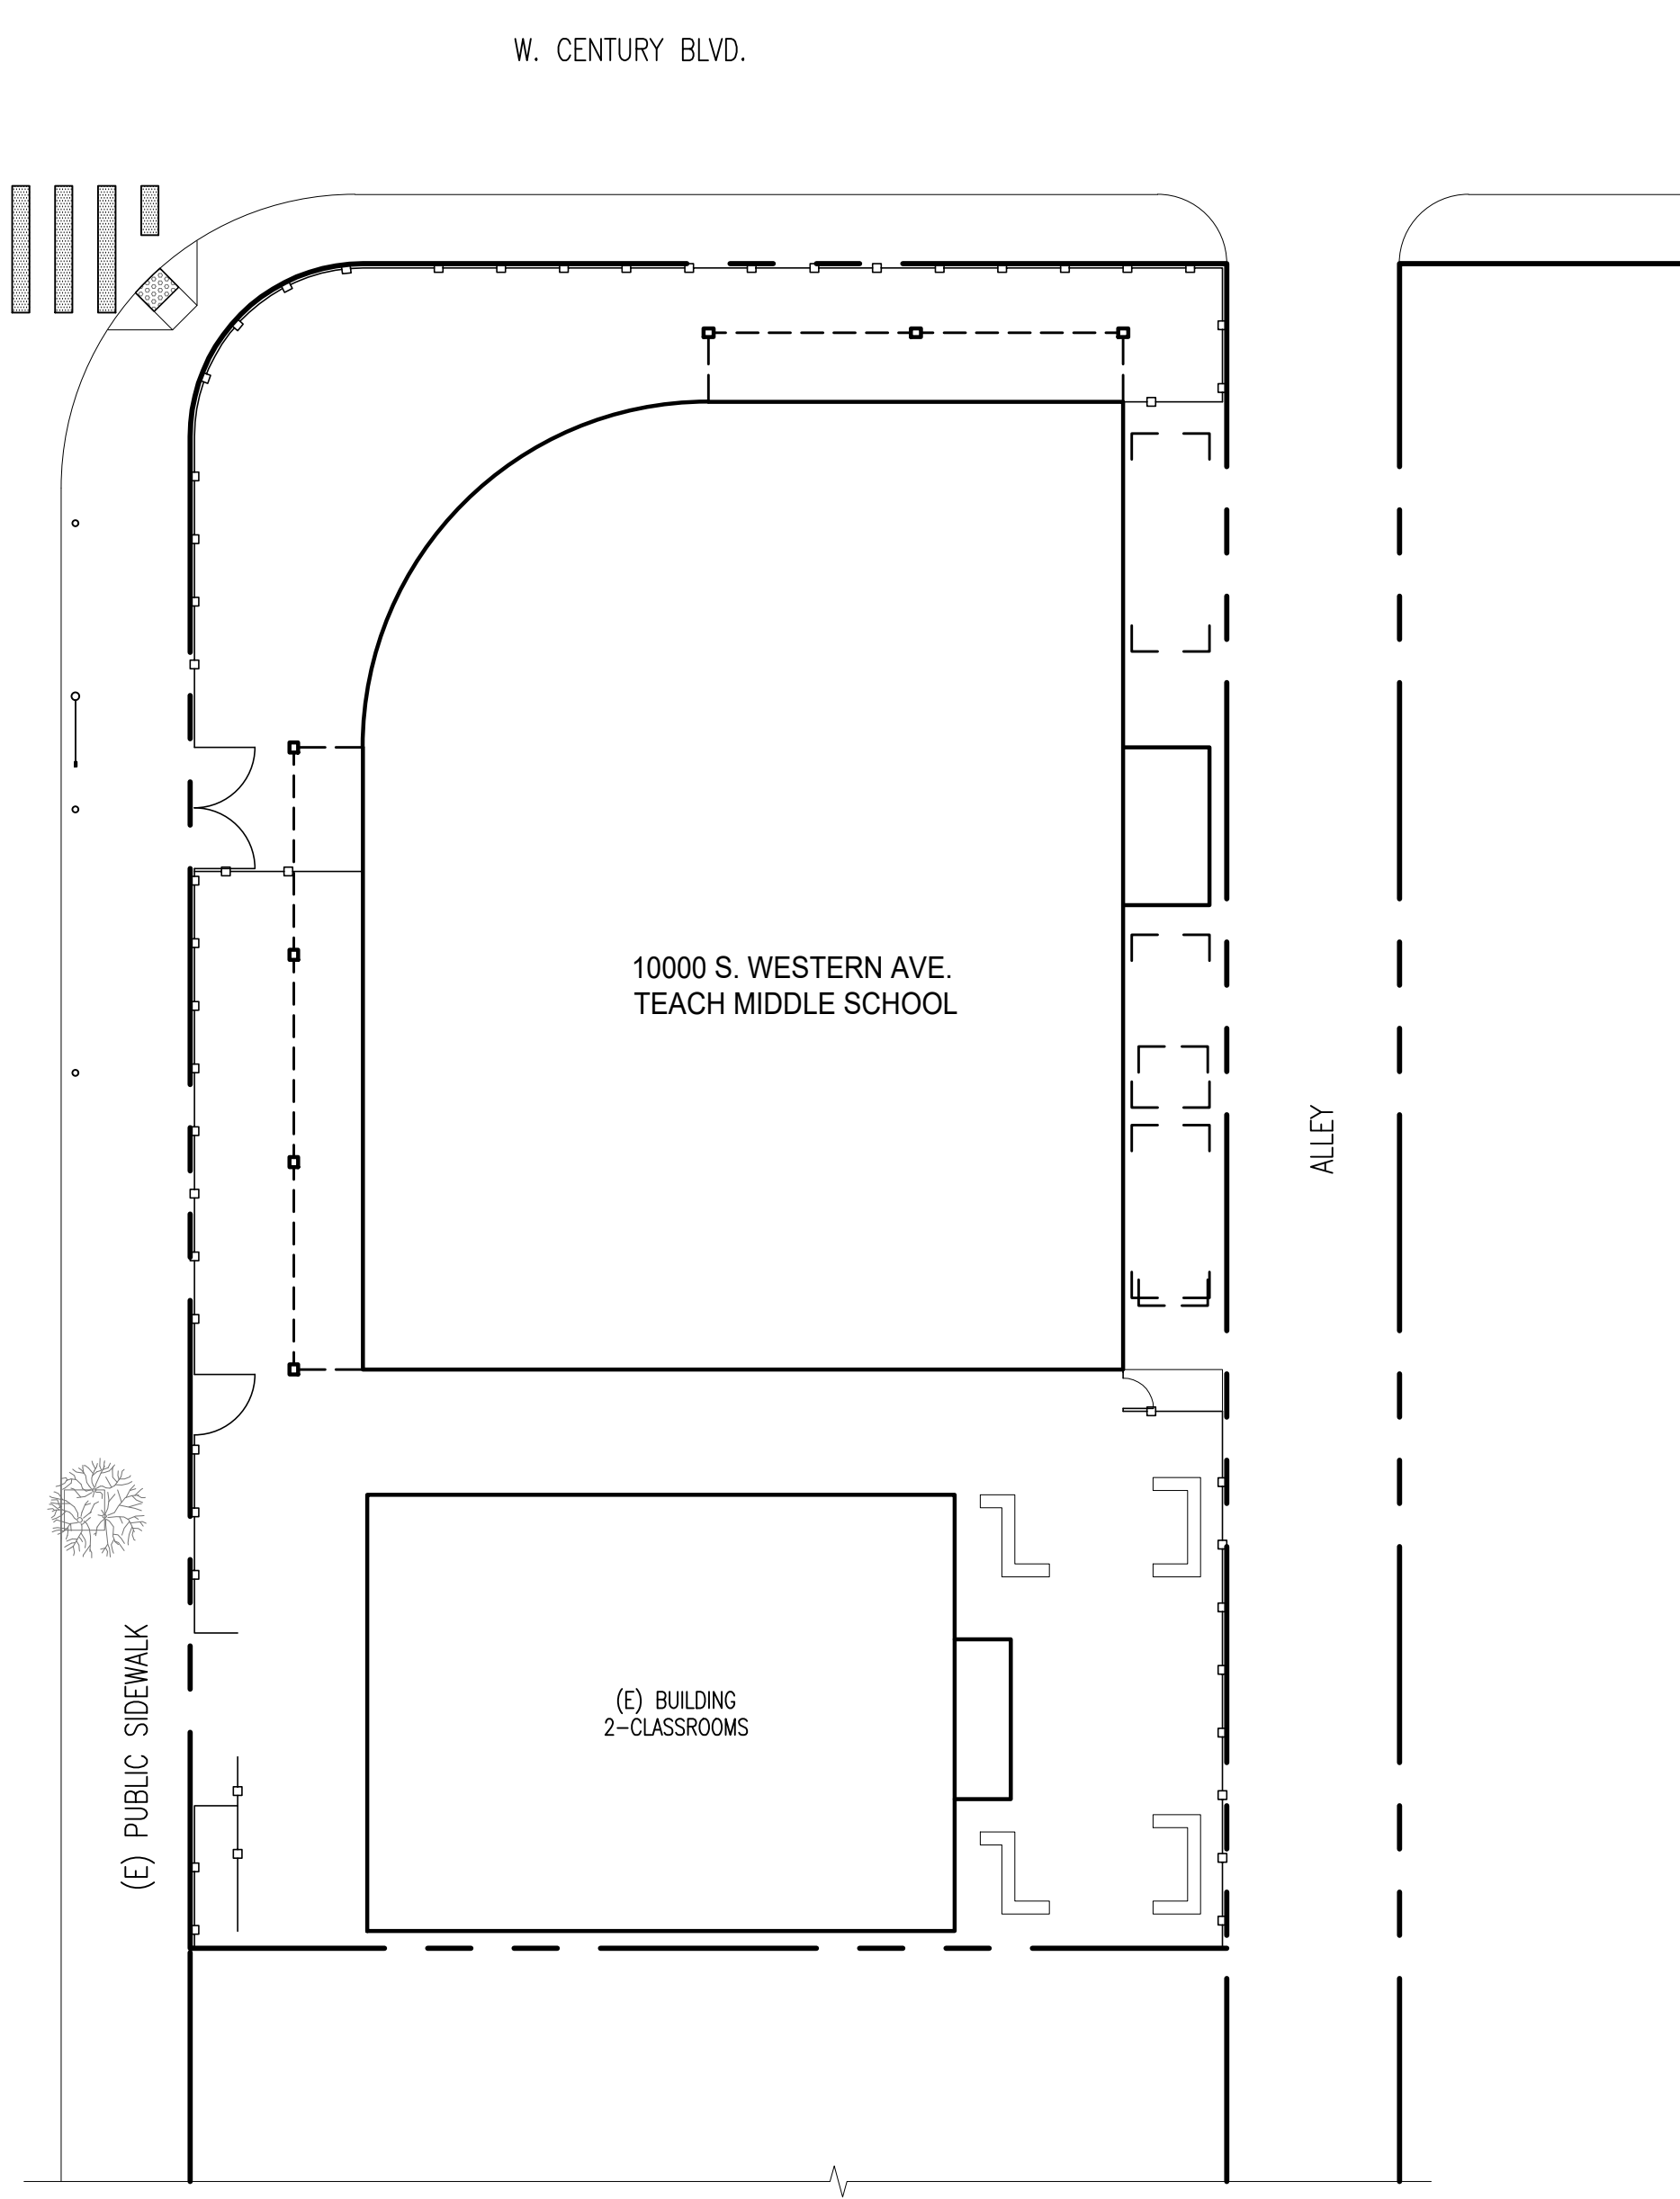 W. CENTURY BLVD.
10000 S. WESTERN AVE.
TEACH MIDDLE SCHOOL
ALLEY
(E) PUBLIC SIDEWALK
(E) BUILDING
2-CLASSROOMS